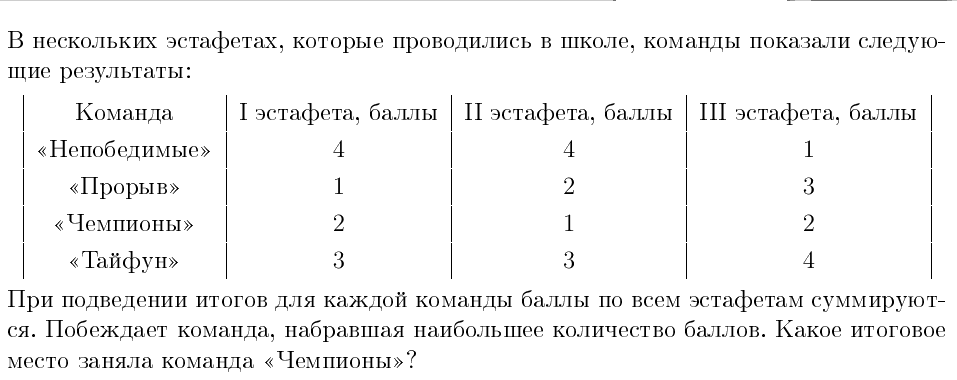 В нескольких эстафетах, которые проводились в школе, команды показали следую-
щие результаты:
Команда I эстафета, баллы II эстафета, баллы III эстафета, баллы
«Непобедимые» 4 4 1
«Прорыв» 1 2 3
«Чемпионы» 2 1 2
«Тайфун» 3 3 4
При подведении итогов для каждой команды баллы по всем эстафетам суммируют-
ся. Побеждает команда, набравшая наибольшее количество баллов. Какое итоговое
место заняла команда «Чемпионы»?